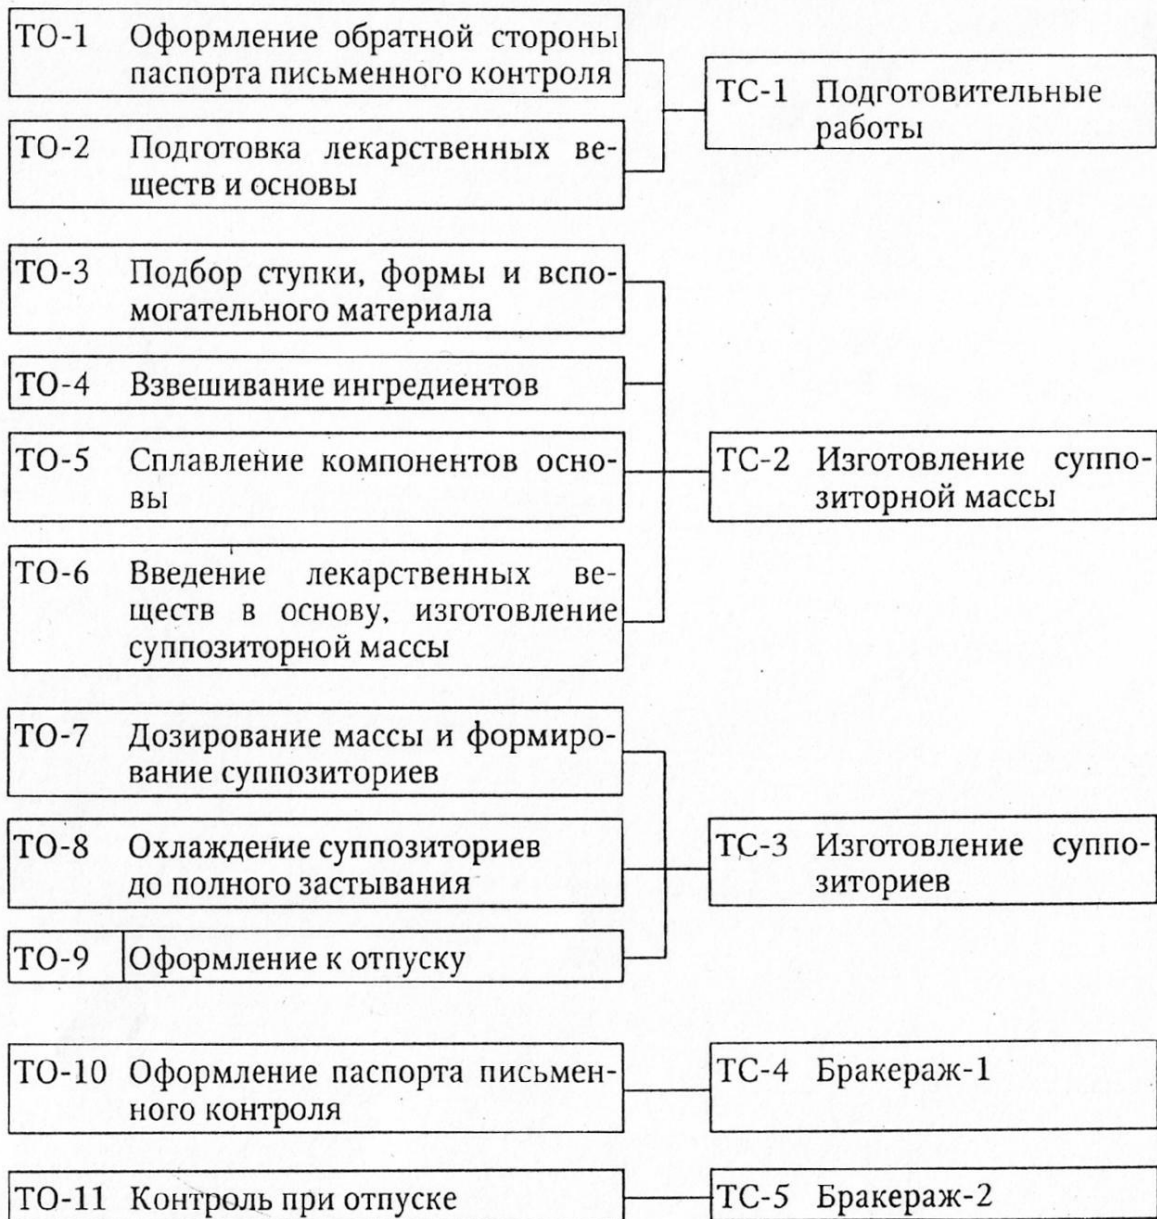 ТО-1 Оформление обратной стороны
паспорта письменного контроля
ТС-1 Подготовительные
работы
ТО-2 Подготовка лекарственных ве-
ществ и основы
ТО-3 Подбор ступки, формы и вспо-
могательного материала
ТО-4 Взвешивание ингредиентов
ТО-5 Сплавление компонентов осно-
вы
ТС-2 Изготовление суппо-
зиторной массы
ТО-6 Введение лекарственных ве-
ществ в основу, изготовление
суппозиторной массы
ТО-7 Дозирование массы и формиро-
вание суппозиториев
ТО-8 Охлаждение суппозиториев
до полного застывания
ТС-3 Изготовление суппо-
зиториев
ТО-9 Оформление к отпуску
ТО-10 Оформление паспорта письмен-
ного контроля
ТС-4 Бракераж-1
ТО-11 Контроль при отпуске
ТС-5 Бракераж-2